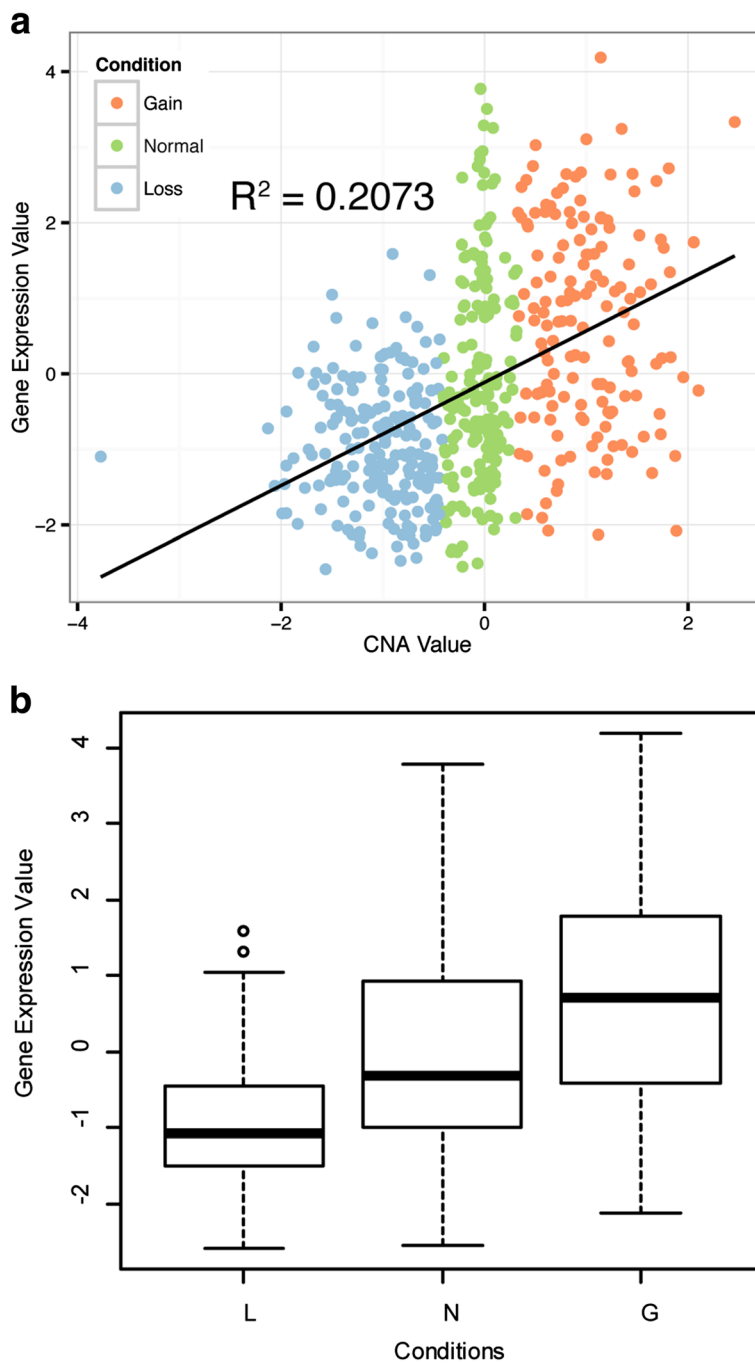 a
Condition
Gain
Normal
Loss
R² = 0.2073
4
2
0
−2
Gene Expression Value
−4 −2 0 2
CNA Value
b
4
3
2
1
0
-1
-2
Gene Expression Value
L N G
Conditions